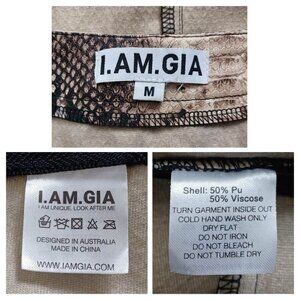 I.AM.GIA
M
I.AM.GIA
I AM UNIQUE, LOOK AFTER ME
DESIGNED IN AUSTRALIA
MADE IN CHINA
WWW.IAMGIA.COM
Shell: 50% Pu
50% Viscose
TURN GARMENT INSIDE OUT
COLD HAND WASH ONLY
DRY FLAT
DO NOT IRON
DO NOT BLEACH
DO NOT TUMBLE DRY